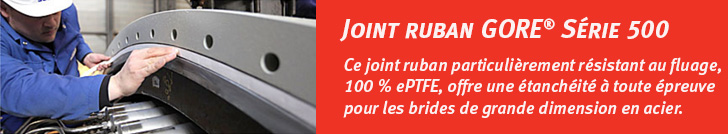 Joint ruban GORE® Série 500
Ce joint ruban particulièrement résistant au fluage,
100 % ePTFE, offre une étanchéité à toute épreuve
pour les brides de grande dimension en acier.